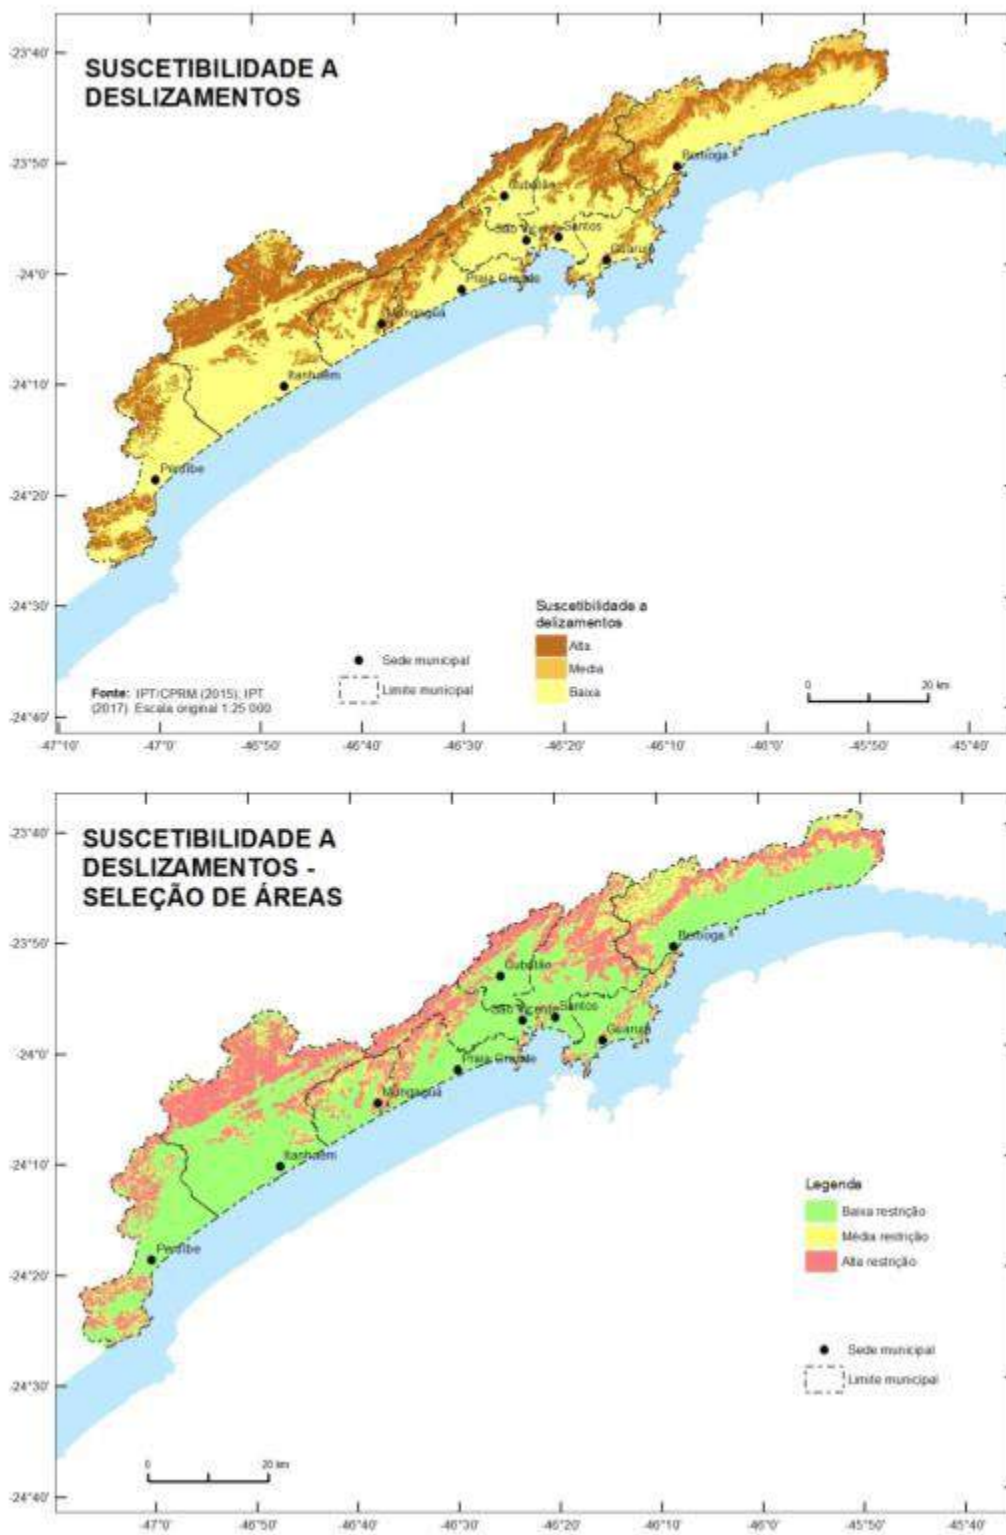 SUSCETIBILIDADE A
DESLIZAMENTOS
-23°40'
-23°50'
-24°0'
-24°10'
-24°20'
-24°30'
-24°40'
Bertioga
Cubatão
São Vicente
Santos
Guarujá
Praia Grande
Mongaguá
Itanhaém
Peruíbe
Suscetibilidade a
delizamentos
Alta
Media
Baixa
Sede municipal
Limite municipal
Fonte: IPT/CPRM (2015), IPT
(2017). Escala original 1:25 000
0 20 km
-47°10' -47°0' -46°50' -46°38' -46°30' -46°20' -46°10' -46°0' -45°50' -45°40'
SUSCETIBILIDADE A
DESLIZAMENTOS -
SELEÇÃO DE ÁREAS
-23°40'
-23°50'
-24°0'
-24°10'
-24°20'
-24°30'
-24°40'
Bertioga
Cubatão
São Vicente
Santos
Guarujá
Praia Grande
Mongaguá
Itanhaém
Peruíbe
Legenda
Baixa restrição
Média restrição
Alta restrição
Sede municipal
Limite municipal
0 20 km
-47°0' -46°50' -46°40' -46°30' -46°20' -46°10' -46°0' -45°50' -45°40'